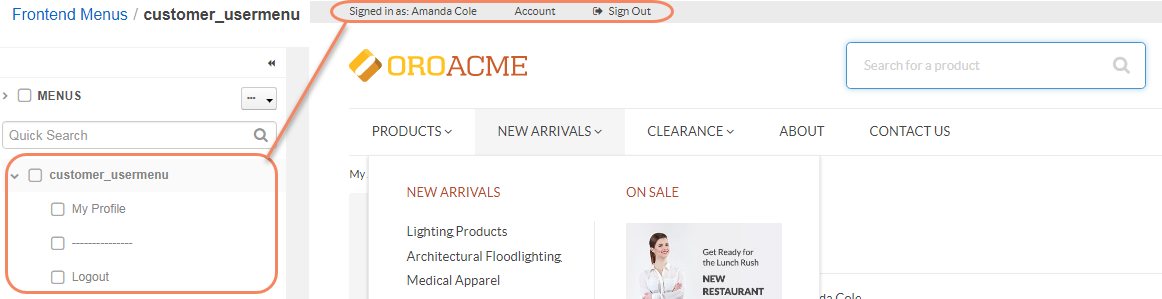 Frontend Menus / customer_usermenu
MENUS
...
Quick Search
customer_usermenu
My Profile
---------------
Logout
Signed in as: Amanda Cole Account Sign Out
OROACME
Search for a product
PRODUCTS NEW ARRIVALS CLEARANCE ABOUT CONTACT US
My
NEW ARRIVALS
Lighting Products
Architectural Floodlighting
Medical Apparel
ON SALE
Get Ready for
the Lunch Rush
NEW
RESTAURANT
Cole